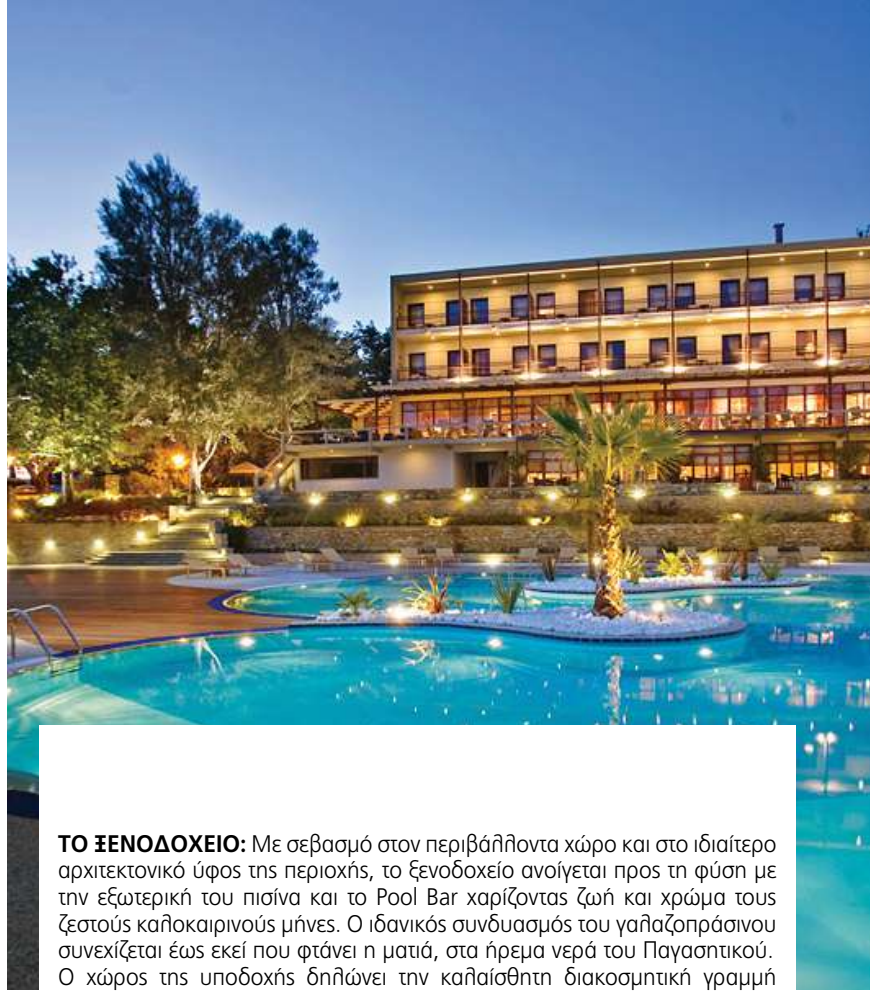 ΤΟ ΞΕΝΟΔΟΧΕΙΟ: Με σεβασμό στον περιβάλλοντα χώρο και στο ιδιαίτερο
αρχιτεκτονικό ύφος της περιοχής, το ξενοδοχείο ανοίγεται προς τη φύση με
την εξωτερική του πισίνα και το Pool Bar χαρίζοντας ζωή και χρώμα τους
ζεστούς καλοκαιρινούς μήνες. Ο ιδανικός συνδυασμός του γαλαζοπράσινου
συνεχίζεται έως εκεί που φτάνει η ματιά, στα ήρεμα νερά του Παγασητικού.
Ο χώρος της υποδοχής δηλώνει την καλαίσθητη διακοσμητική γραμμή